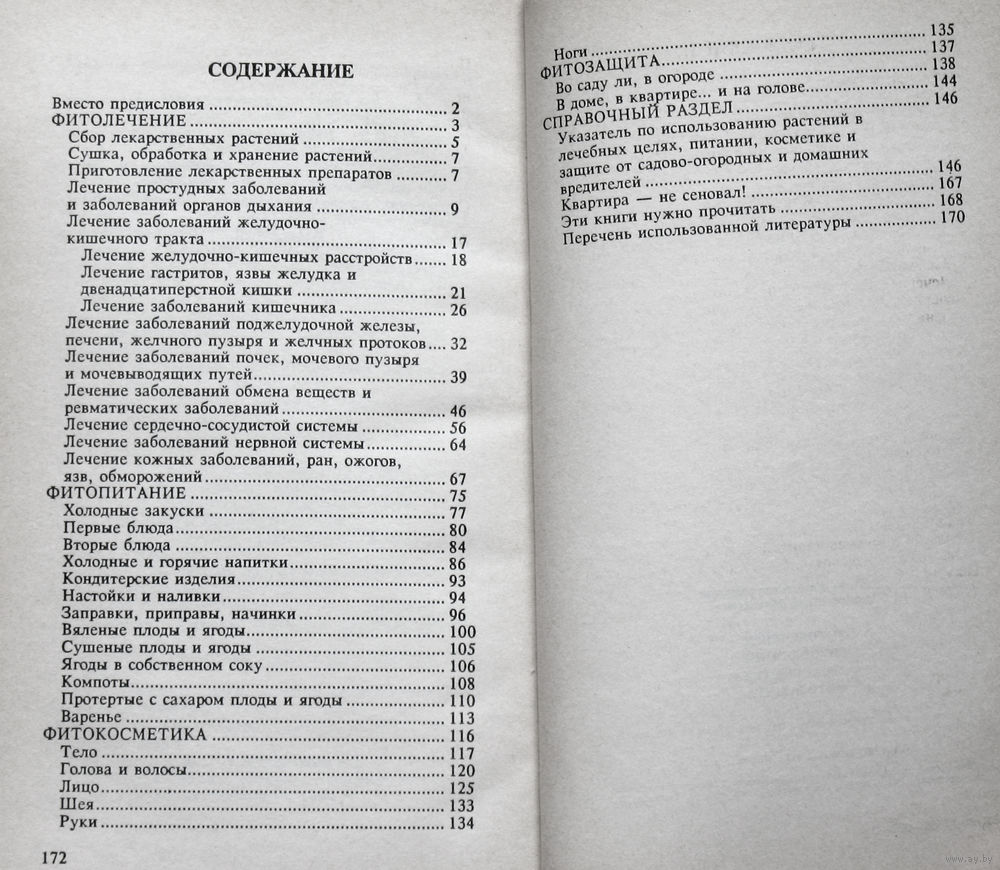 СОДЕРЖАНИЕ
Вместо предисловия ........ 2
ФИТОЛЕЧЕНИЕ ........ 3
Сбор лекарственных растений ........ 5
Сушка, обработка и хранение растений ........ 7
Приготовление лекарственных препаратов ........ 7
Лечение простудных заболеваний
и заболеваний органов дыхания ........ 9
Лечение заболеваний желудочно-
кишечного тракта ........ 17
Лечение желудочно-кишечных расстройств ........ 18
Лечение гастритов, язвы желудка и
двенадцатиперстной кишки ........ 21
Лечение заболеваний кишечника ........ 26
Лечение заболеваний поджелудочной железы,
печени, желчного пузыря и желчных протоков ........ 32
Лечение заболеваний почек, мочевого пузыря
и мочевыводящих путей ........ 39
Лечение заболеваний обмена веществ и
ревматических заболеваний ........ 46
Лечение сердечно-сосудистой системы ........ 56
Лечение заболеваний нервной системы ........ 64
Лечение кожных заболеваний, ран, ожогов,
язв, обморожений ........ 67
ФИТОПИТАНИЕ ........ 75
Холодные закуски ........ 77
Первые блюда ........ 80
Вторые блюда ........ 84
Холодные и горячие напитки ........ 86
Кондитерские изделия ........ 93
Настойки и наливки ........ 94
Заправки, приправы, начинки ........ 96
Вяленые плоды и ягоды ........ 100
Сушеные плоды и ягоды ........ 105
Ягоды в собственном соку ........ 106
Компоты ........ 108
Протертые с сахаром плоды и ягоды ........ 110
Варенье ........ 113
ФИТОКОСМЕТИКА ........ 116
Тело ........ 117
Голова и волосы ........ 120
Лицо ........ 125
Шея ........ 133
Руки ........ 134
172
Ноги ........ 135
ФИТОЗАЩИТА ........ 137
Во саду ли, в огороде ........ 138
В доме, в квартире... и на голове ........ 144
СПРАВОЧНЫЙ РАЗДЕЛ ........ 146
Указатель по использованию растений в
лечебных целях, питании, косметике и
защите от садово-огородных и домашних
вредителей ........ 146
Квартира — не сеновал! ........ 167
Эти книги нужно прочитать ........ 168
Перечень использованной литературы ........ 170
www.ay.by